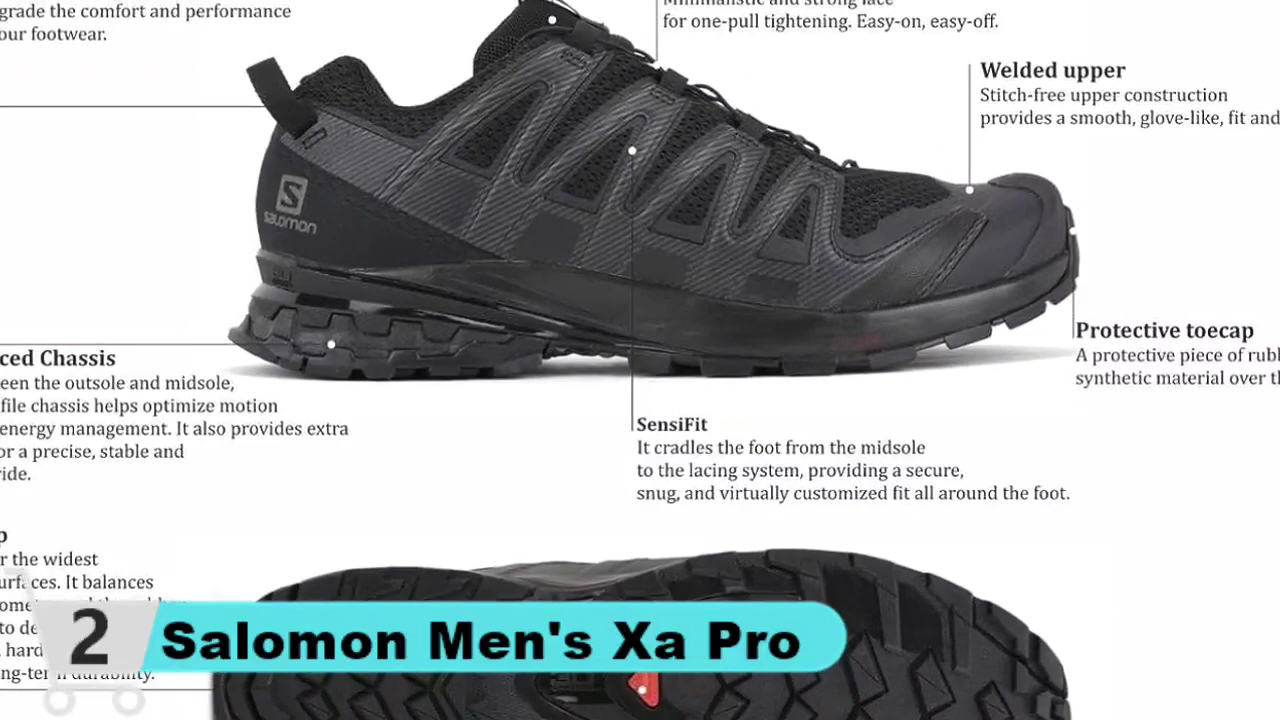 grade the comfort and performance
our footwear.
for one-pull tightening. Easy-on, easy-off.
Welded upper
Stitch-free upper construction
provides a smooth, glove-like, fit and
S
salomon
Protective toecap
A protective piece of
synthetic material over
ced Chassis
een the outsole and midsole,
file chassis helps optimize motion
energy management. It also provides extra
or a precise, stable and
ride.
SensiFit
It cradles the foot from the midsole
to the lacing system, providing a secure,
snug, and virtually customized fit all around the foot.
r the widest
It balances
to
hard
durability.
2
Salomon Men's Xa Pro